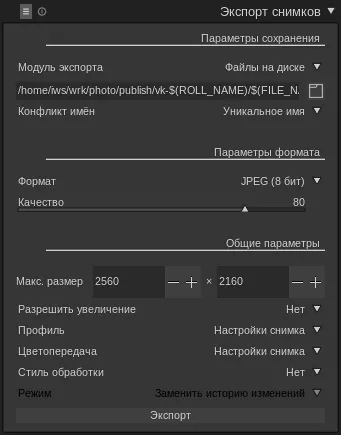 Экспорт снимков
Параметры сохранения
Модуль экспорта Файлы на диске
/home/iws/wrk/photo/publish/vk-$(ROLL_NAME)/$(FILE_N.
Конфликт имён Уникальное имя
Параметры формата
Формат JPEG (8 бит)
Качество 80
Общие параметры
Макс. размер 2560 — + × 2160 — +
Разрешить увеличение Нет
Профиль Настройки снимка
Цветопередача Настройки снимка
Стиль обработки Нет
Режим Заменить историю изменений
Экспорт